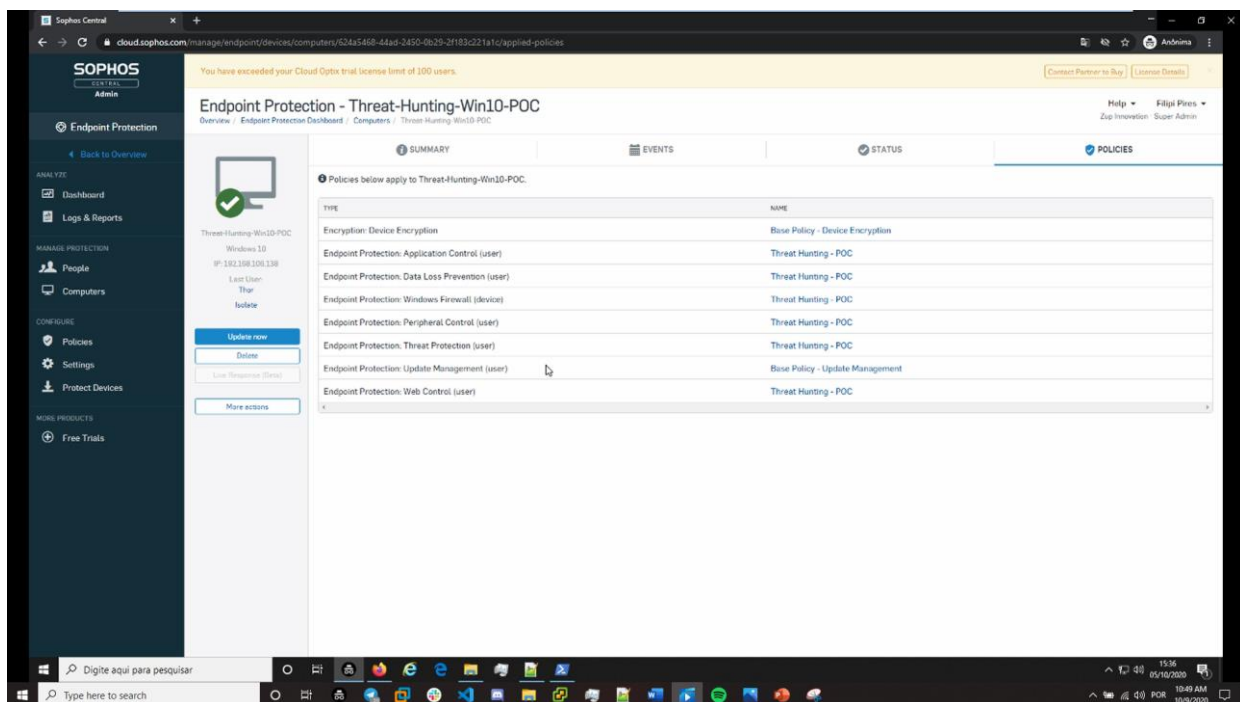 Sophos Central
cloud.sophos.com/manage/endpoint/devices/computers/624a5468-44ad-2450-0b29-2f183c221a1c/applied-policies
Anônima
SOPHOS
CENTRAL
Admin
You have exceeded your Cloud Optix trial license limit of 100 users.
Contact Partner to Buy
License Details
Endpoint Protection - Threat-Hunting-Win10-POC
Overview / Endpoint Protection Dashboard / Computers / Threat-Hunting-Win10-POC
Help
Filipi Pires
Zup Innovation
Super Admin
Endpoint Protection
Back to Overview
ANALYZE
Dashboard
Logs & Reports
MANAGE PROTECTION
People
Computers
CONFIGURE
Policies
Settings
Protect Devices
MORE PRODUCTS
Free Trials
Threat-Hunting-Win10-POC
Windows 10
IP: 192.168.100.138
Last User:
Thor
Isolate
Update now
Delete
Live Response (Beta)
More actions
SUMMARY
EVENTS
STATUS
POLICIES
Policies below apply to Threat-Hunting-Win10-POC.
TYPE NAME
Encryption: Device Encryption Base Policy - Device Encryption
Endpoint Protection: Application Control (user) Threat Hunting - POC
Endpoint Protection: Data Loss Prevention (user) Threat Hunting - POC
Endpoint Protection: Windows Firewall (device) Threat Hunting - POC
Endpoint Protection: Peripheral Control (user) Threat Hunting - POC
Endpoint Protection: Threat Protection (user) Threat Hunting - POC
Endpoint Protection: Update Management (user) Base Policy - Update Management
Endpoint Protection: Web Control (user) Threat Hunting - POC
Digite aqui para pesquisar
15:36
05/10/2020
Type here to search
POR
10:49 AM
10/9/2020